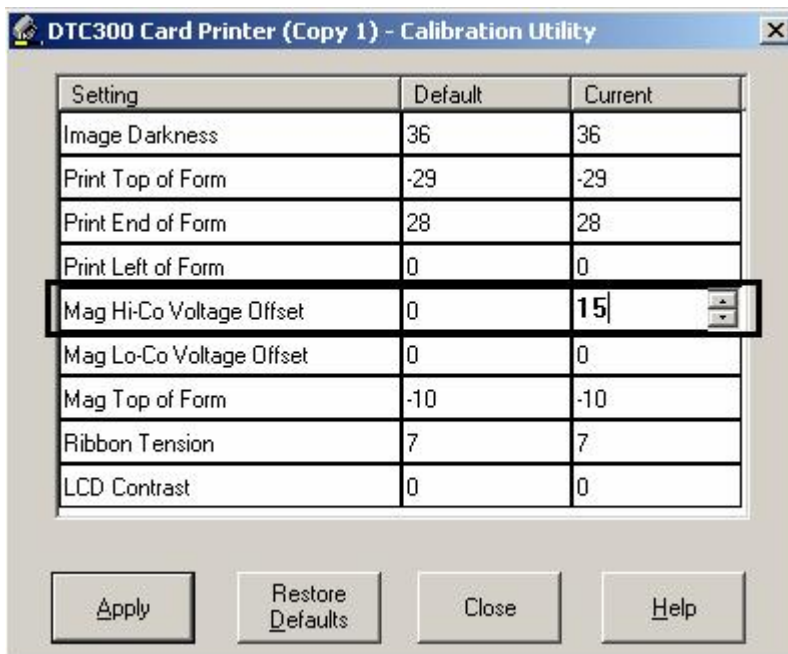 DTC300 Card Printer (Copy 1) - Calibration Utility
Setting Default Current
Image Darkness 36 36
Print Top of Form -29 -29
Print End of Form 28 28
Print Left of Form 0 0
Mag Hi-Co Voltage Offset 0 15
Mag Lo-Co Voltage Offset 0 0
Mag Top of Form -10 -10
Ribbon Tension 7 7
LCD Contrast 0 0
Apply Restore Defaults Close Help